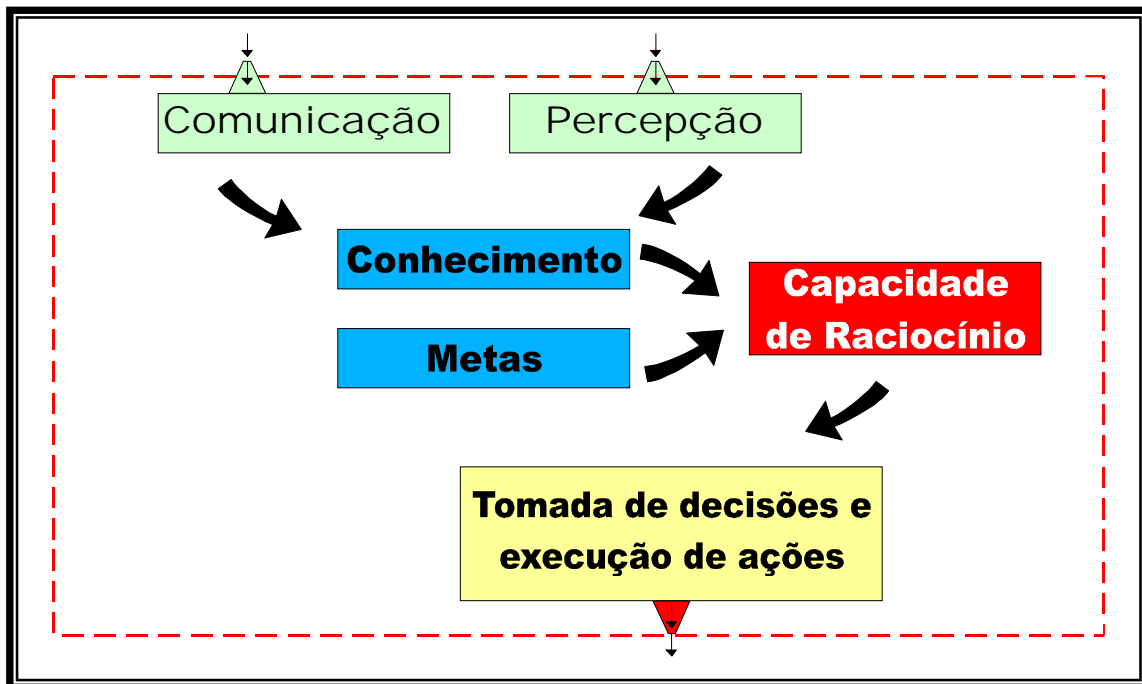 Comunicação
Percepção
Conhecimento
Metas
Capacidade
de Raciocínio
Tomada de decisões e
execução de ações